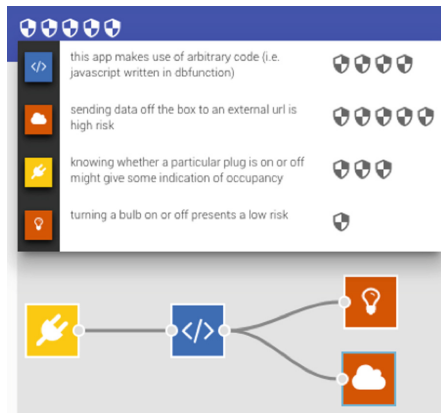 this app makes use of arbitrary code (i.e.
javascript written in dbfunction)
sending data off the box to an external url is
high risk
knowing whether a particular plug is on or off
might give some indication of occupancy
turning a bulb on or off presents a low risk